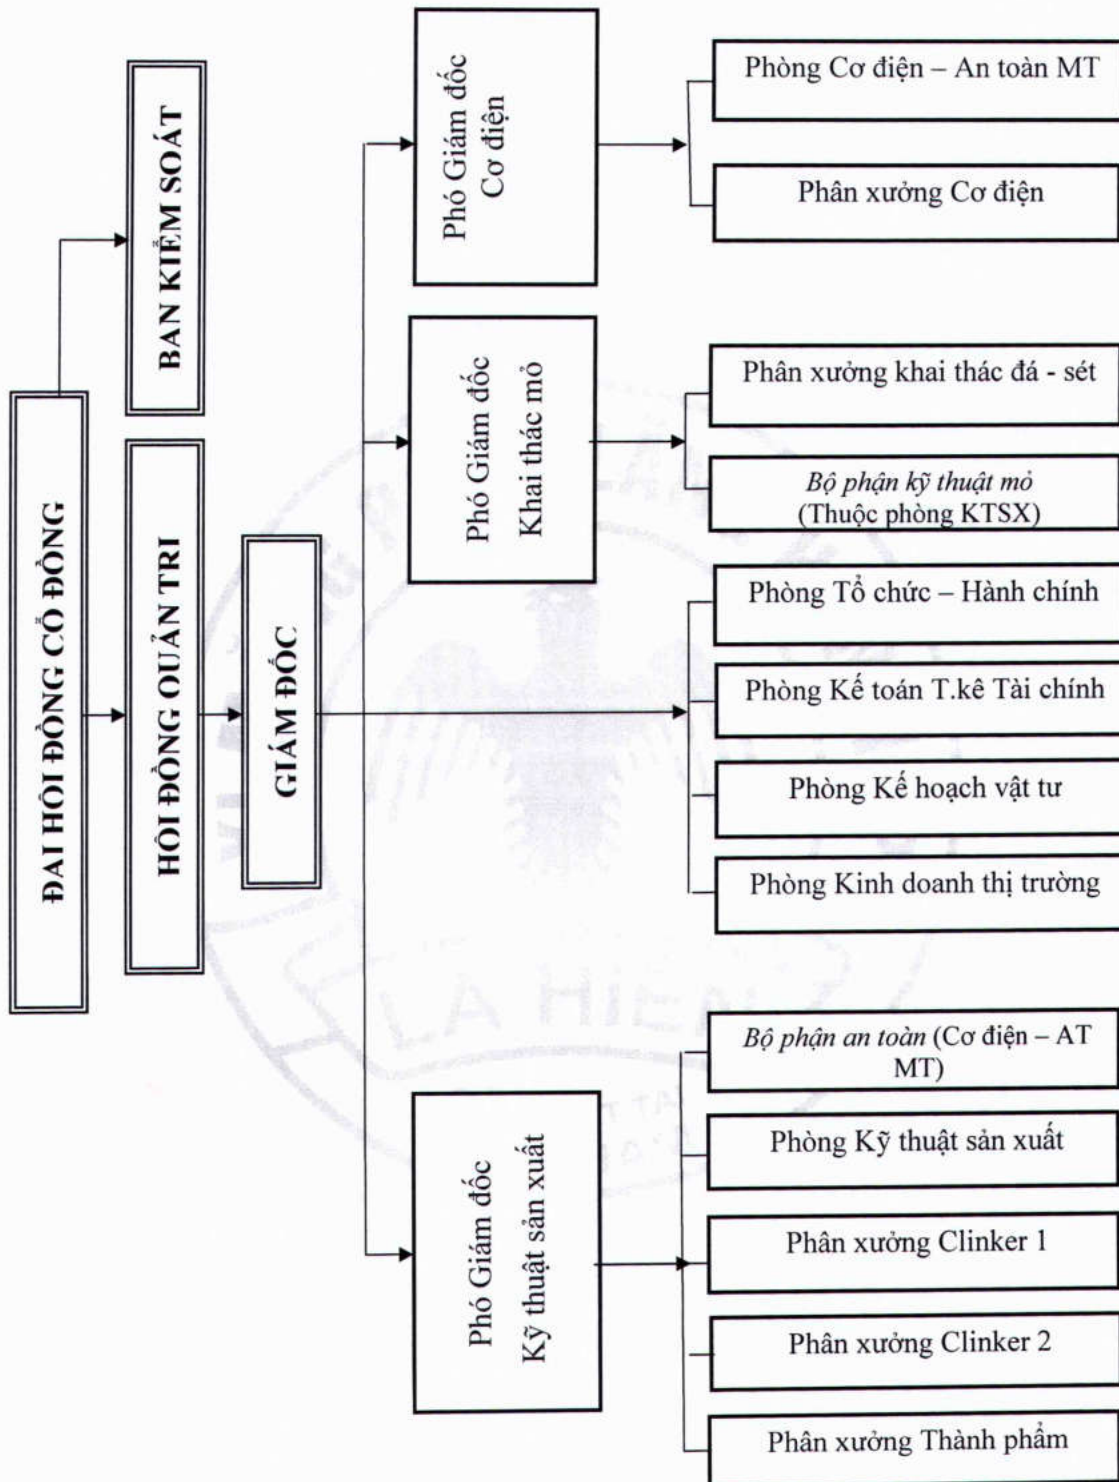 ĐẠI HỘI ĐỒNG CỔ ĐÔNG
HỘI ĐỒNG QUẢN TRỊ
BAN KIỂM SOÁT
GIÁM ĐỐC
Phó Giám đốc
Kỹ thuật sản xuất
Phó Giám đốc
Khai thác mỏ
Phó Giám đốc
Cơ điện
Phân xưởng Thành phẩm
Phân xưởng Clinker 2
Phân xưởng Clinker 1
Phòng Kỹ thuật sản xuất
Bộ phận an toàn (Cơ điện – AT
MT)
Phòng Kinh doanh thị trường
Phòng Kế hoạch vật tư
Phòng Kế toán T.kê Tài chính
Phòng Tổ chức – Hành chính
Bộ phận kỹ thuật mỏ
(Thuộc phòng KTSX)
Phân xưởng khai thác đá - sét
Phân xưởng Cơ điện
Phòng Cơ điện – An toàn MT
LA HIÊN